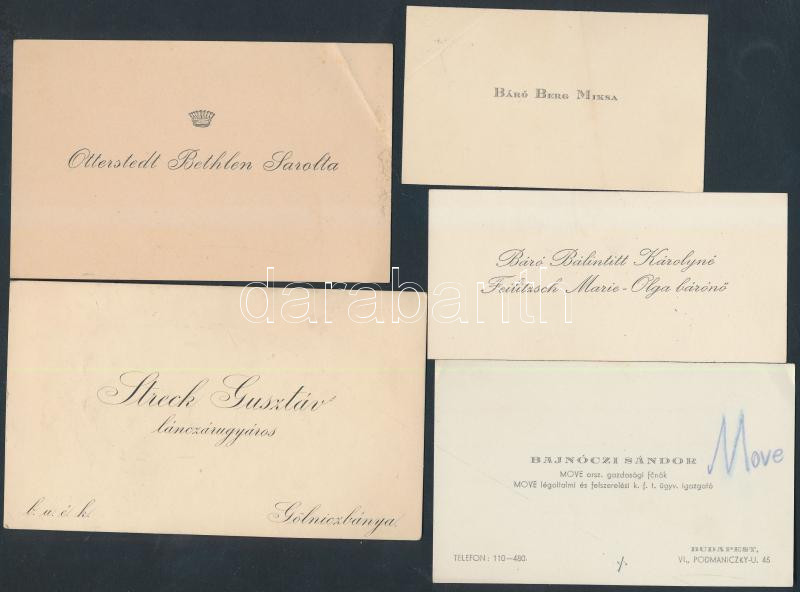 Otterstedt Bethlen Sarolta
Báró Berg Miksa
Báró Bálintitt Károlyné
Feilitzsch Marie-Olga bárónő
darabanth
Streck Gusztáv
lánczárugyáros
b. u. é. k.
Gölniczbánya.
BAJNÓCZI SÁNDOR
MOVE orsz. gazdasági főnök
MOVE légoltalmi és felszerelési k. f. t. ügyv. igazgató
Move
TELEFON: 110—480.
BUDAPEST,
VI., PODMANICZKY-U. 45